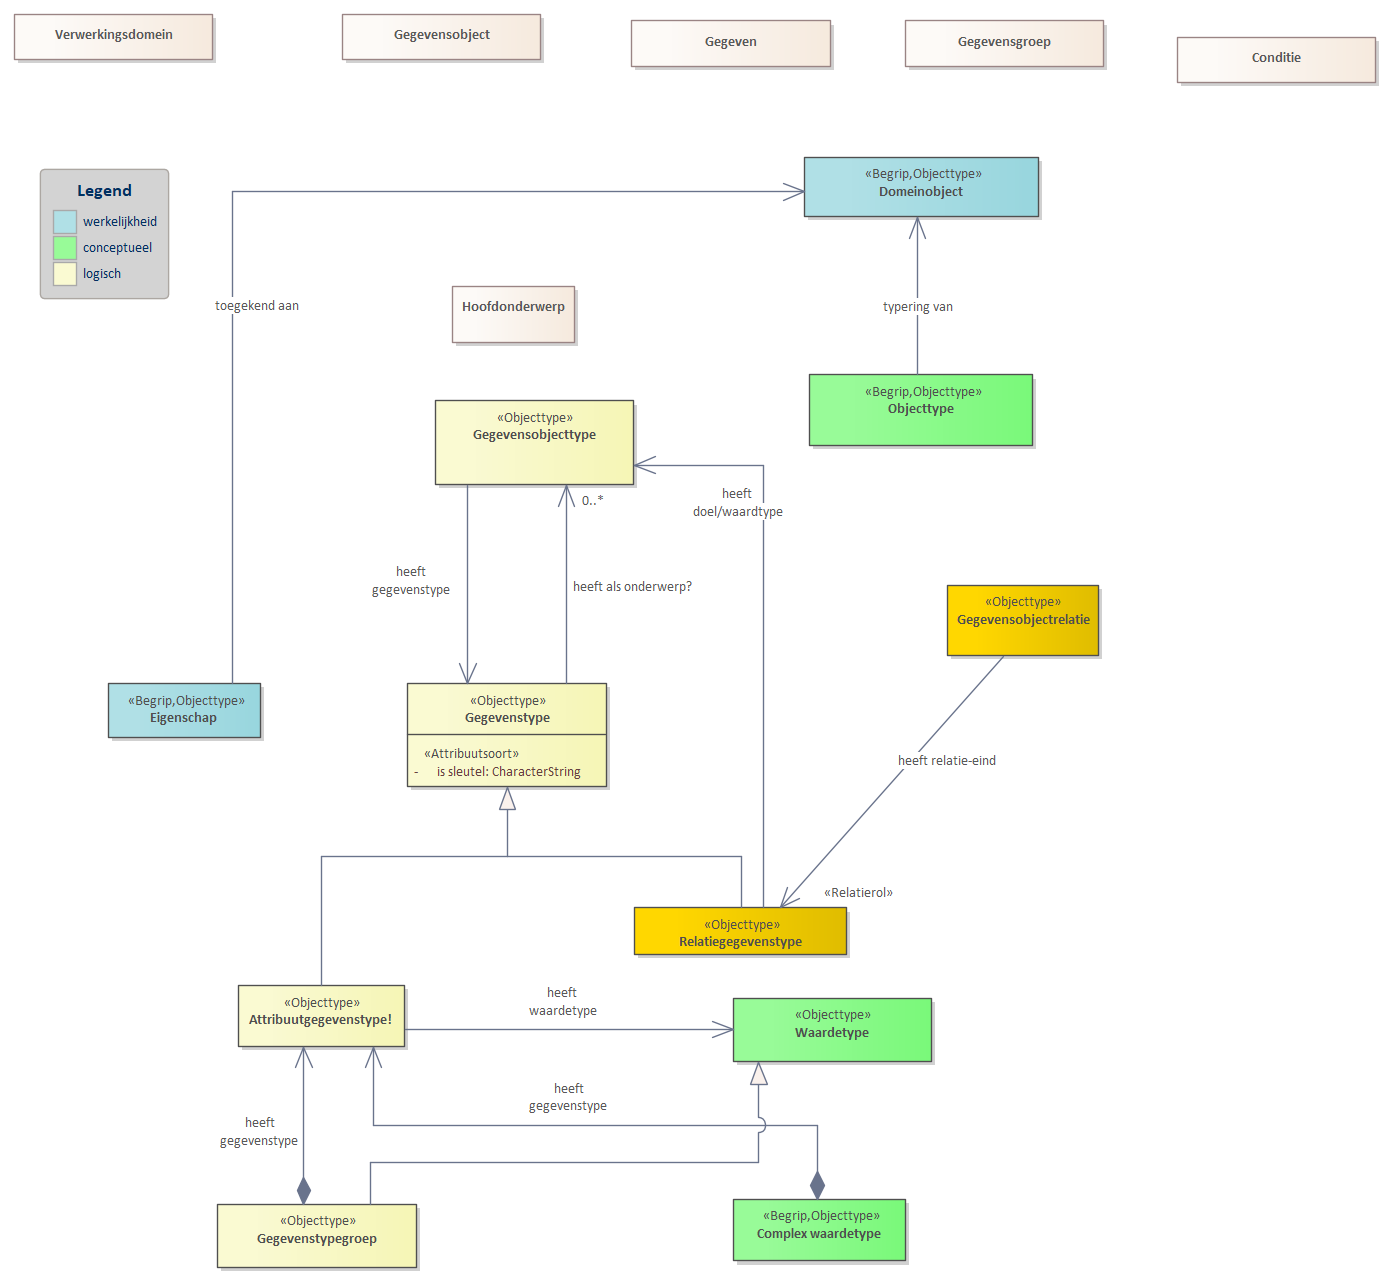 Verwerkingsdomein
Gegevensobject
Gegeven
Gegevensgroep
Conditie
Legend
werkelijkheid
conceptueel
logisch
«Begrip,Objecttype»
Domeinobject
toegekend aan
Hoofdonderwerp
typering van
«Begrip,Objecttype»
Objecttype
«Objecttype»
Gegevensobjecttype
0..*
heeft
doel/waardtype
heeft
gegevenstype
heeft als onderwerp?
«Objecttype»
Gegevensobjectrelatie
«Begrip,Objecttype»
Eigenschap
«Objecttype»
Gegevenstype
«Attribuutsoort»
- is sleutel: CharacterString
heeft relatie-eind
«Relatierol»
«Objecttype»
Relatiegegevenstype
«Objecttype»
Attribuutgegevenstype!
heeft
waardetype
«Objecttype»
Waardetype
heeft
gegevenstype
heeft
gegevenstype
«Objecttype»
Gegevenstypegroep
«Begrip,Objecttype»
Complex waardetype